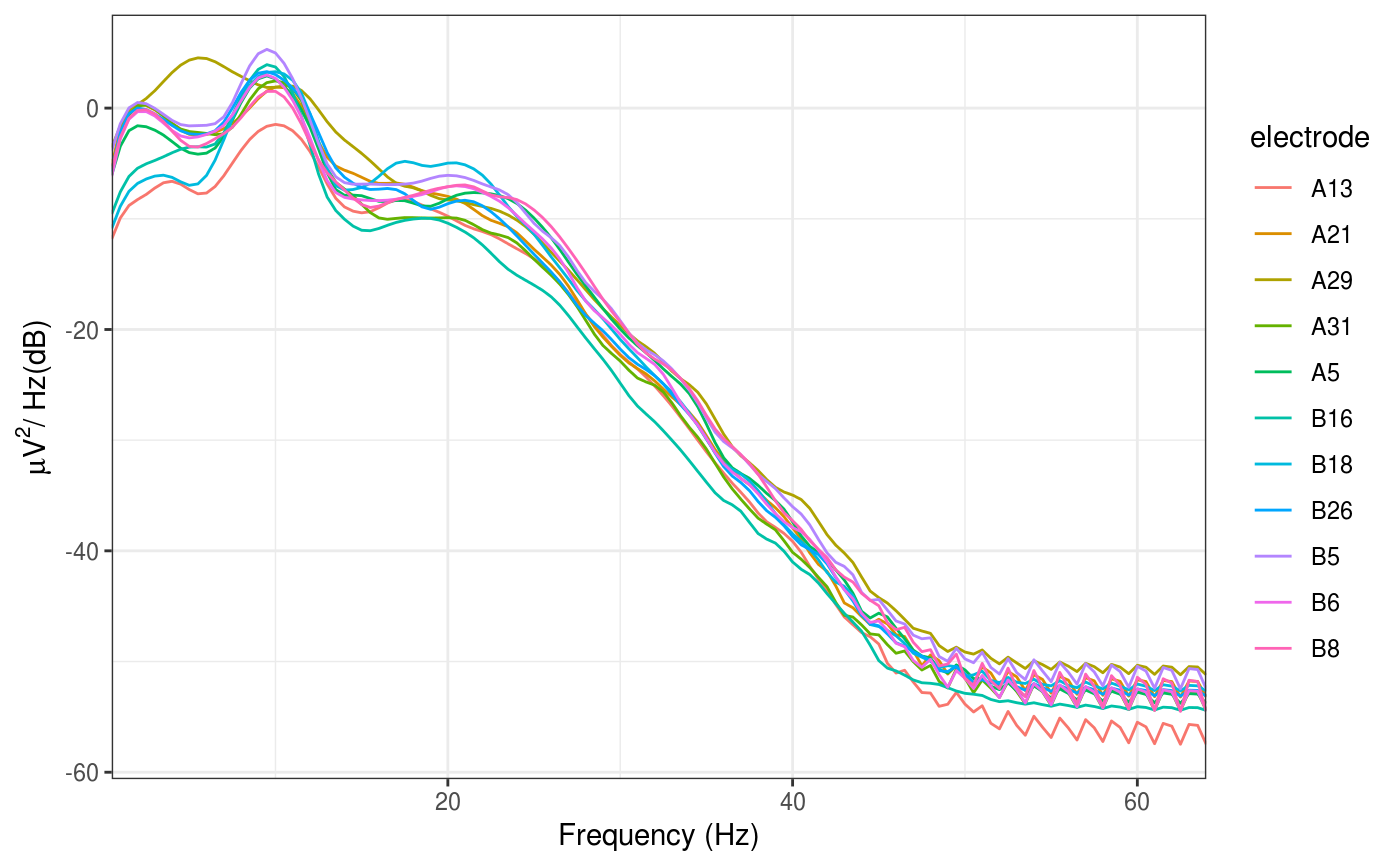 0
-20
-40
-60
20
40
60
Frequency (Hz)
μV²/ Hz(dB)
electrode
A13
A21
A29
A31
A5
B16
B18
B26
B5
B6
B8